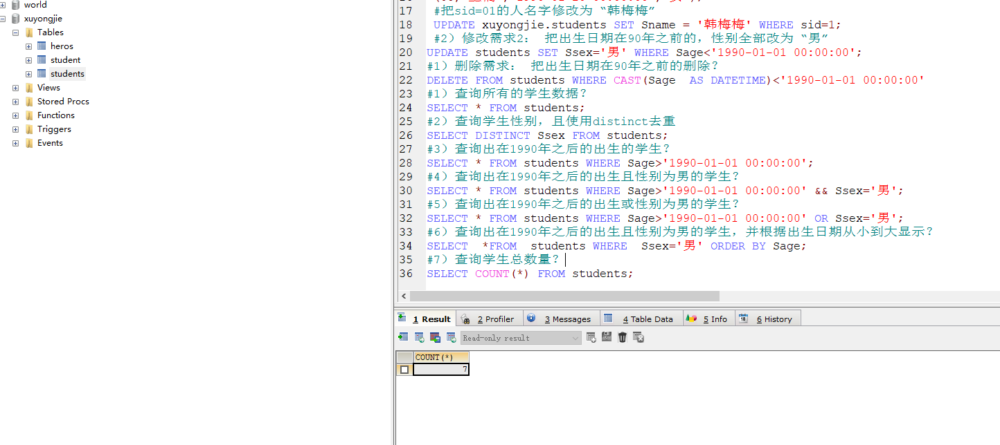 world
xuyongjie
Tables
heros
student
students
Views
Stored Procs
Functions
Triggers
Events
17 #把sid=01的人名字修改为 “韩梅梅”
18 UPDATE xuyongjie.students SET Sname = '韩梅梅' WHERE sid=1;
19 #2）修改需求2： 把出生日期在90年之前的，性别全部改为 “男”
20 UPDATE students SET Ssex='男' WHERE Sage<'1990-01-01 00:00:00';
21 #1）删除需求： 把出生日期在90年之前的删除？
22 DELETE FROM students WHERE CAST(Sage  AS DATETIME)<'1990-01-01 00:00:00'
23 #1）查询所有的学生数据？
24 SELECT * FROM students;
25 #2）查询学生性别，且使用distinct去重
26 SELECT DISTINCT Ssex FROM students;
27 #3）查询出在1990年之后的出生的学生？
28 SELECT * FROM students WHERE Sage>'1990-01-01 00:00:00';
29 #4）查询出在1990年之后的出生且性别为男的学生？
30 SELECT * FROM students WHERE Sage>'1990-01-01 00:00:00' && Ssex='男';
31 #5）查询出在1990年之后的出生或性别为男的学生？
32 SELECT * FROM students WHERE Sage>'1990-01-01 00:00:00' OR Ssex='男';
33 #6）查询出在1990年之后的出生且性别为男的学生，并根据出生日期从小到大显示？
34 SELECT  *FROM  students WHERE  Ssex='男' ORDER BY Sage;
35 #7）查询学生总数量？
36 SELECT COUNT(*) FROM students;
1 Result 2 Profiler 3 Messages 4 Table Data 5 Info 6 History
Read-only result
COUNT(*)
7